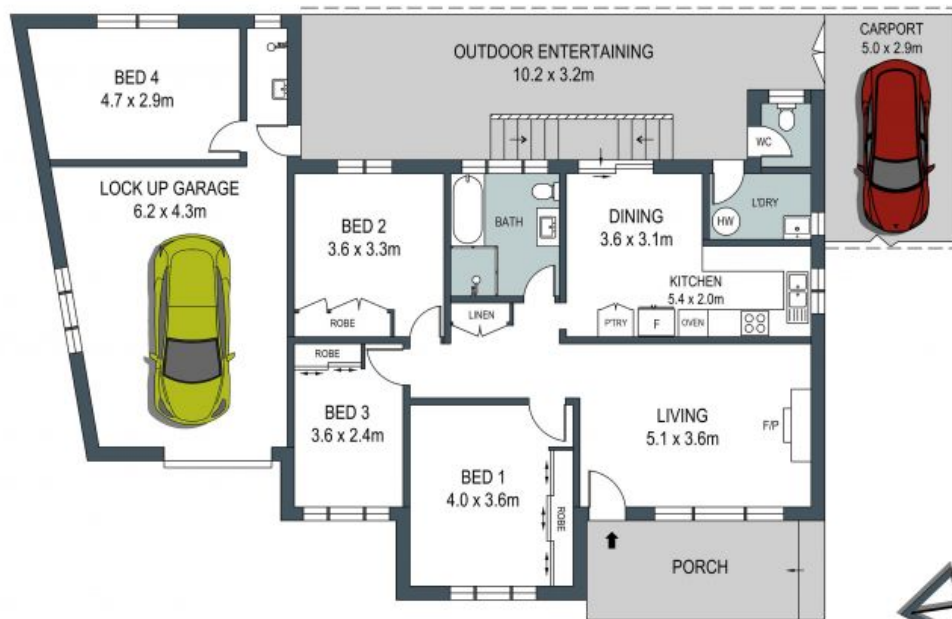 CARPORT
5.0 x 2.9m
OUTDOOR ENTERTAINING
10.2 x 3.2m
BED 4
4.7 x 2.9m
WC
LOCK UP GARAGE
6.2 x 4.3m
BED 2
3.6 x 3.3m
BATH
DINING
3.6 x 3.1m
L'DRY
HW
KITCHEN
5.4 x 2.0m
ROBE
LINEN
P'TRY
F
OVEN
ROBE
BED 3
3.6 x 2.4m
LIVING
5.1 x 3.6m
F/P
BED 1
4.0 x 3.6m
ROBE
PORCH